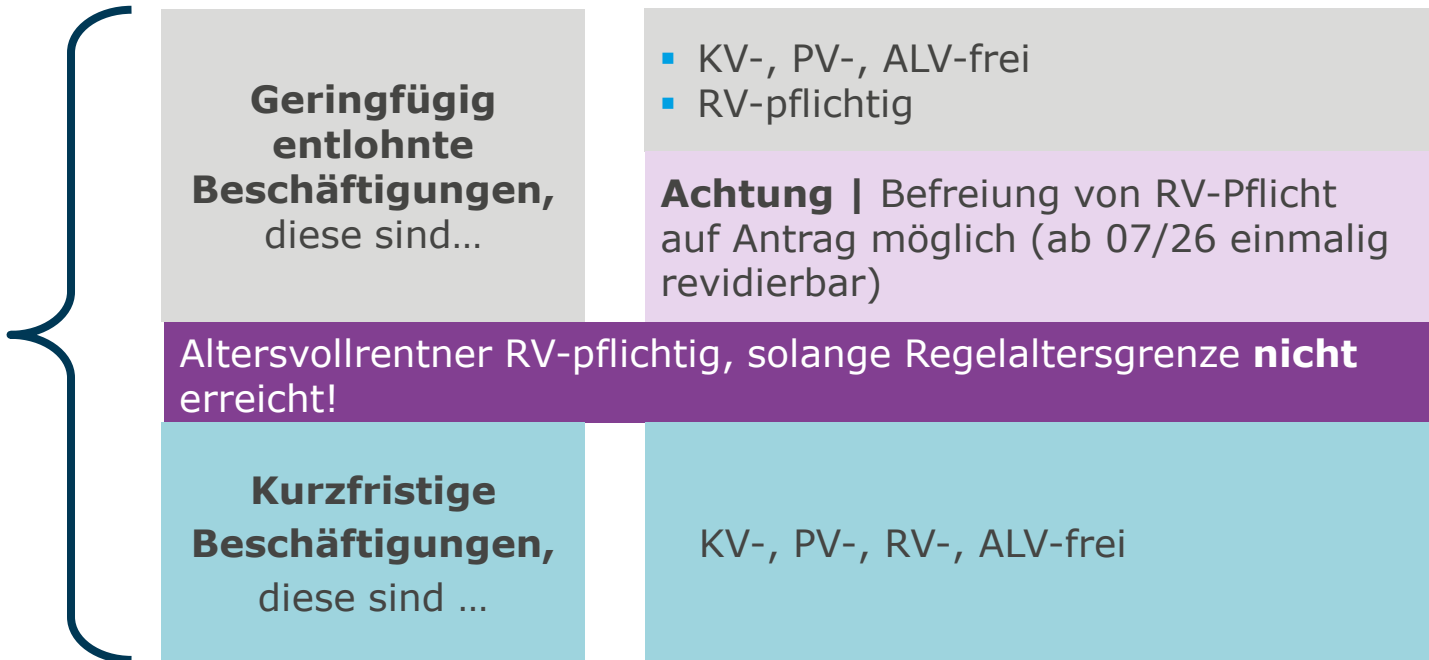 Geringfügig
entlohnte
Beschäftigungen,
diese sind…
▪ KV-, PV-, ALV-frei
▪ RV-pflichtig
Achtung | Befreiung von RV-Pflicht
auf Antrag möglich (ab 07/26 einmalig
revidierbar)
Altersvollrentner RV-pflichtig, solange Regelaltersgrenze nicht
erreicht!
Kurzfristige
Beschäftigungen,
diese sind …
KV-, PV-, RV-, ALV-frei